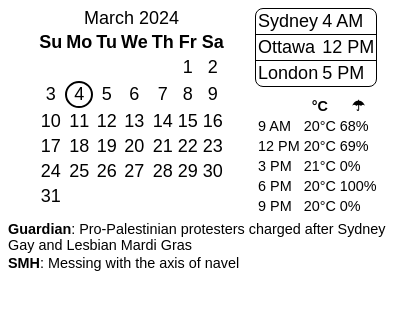 March 2024
Su Mo Tu We Th Fr Sa
1 2
3 4 5 6 7 8 9
10 11 12 13 14 15 16
17 18 19 20 21 22 23
24 25 26 27 28 29 30
31
Sydney 4 AM
Ottawa 12 PM
London 5 PM
°C ☂
9 AM 20°C 68%
12 PM 20°C 69%
3 PM 21°C 0%
6 PM 20°C 100%
9 PM 20°C 0%
Guardian: Pro-Palestinian protesters charged after Sydney
Gay and Lesbian Mardi Gras
SMH: Messing with the axis of navel